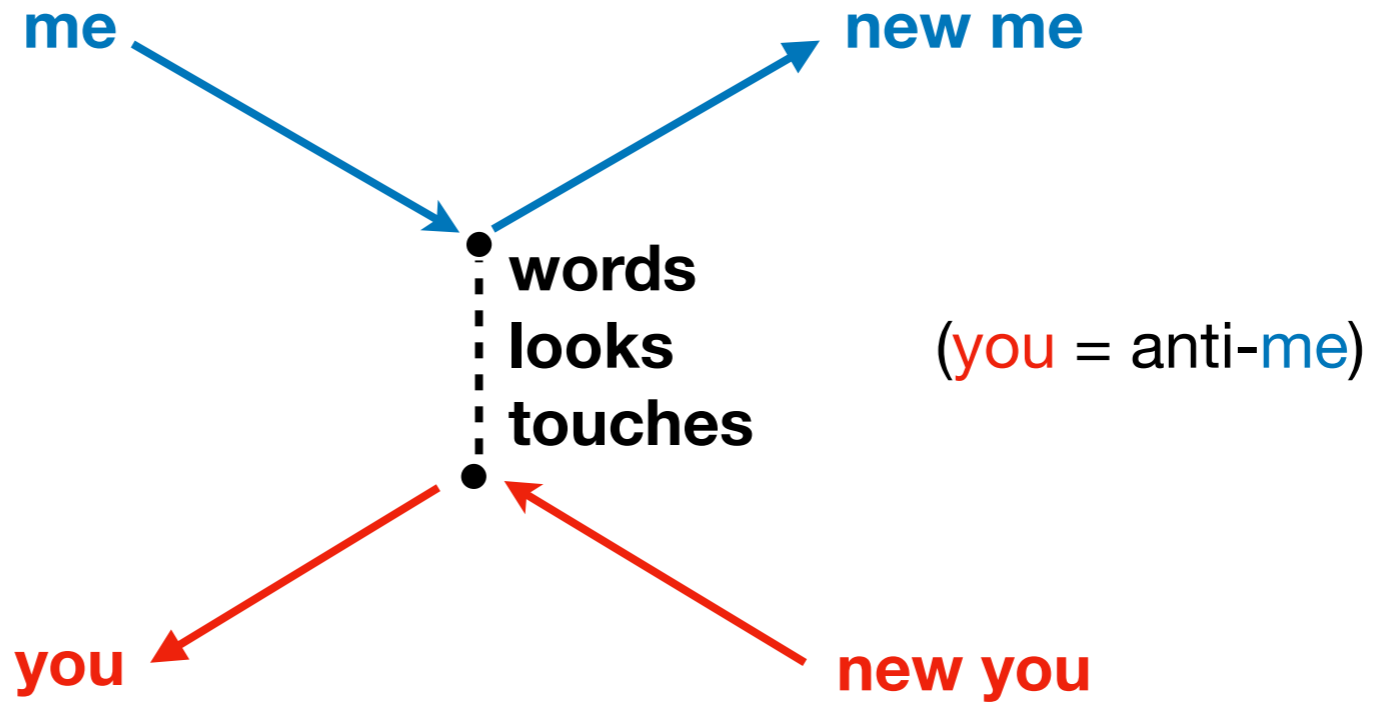 me
new me
words
looks
touches
(you = anti-me)
you
new you